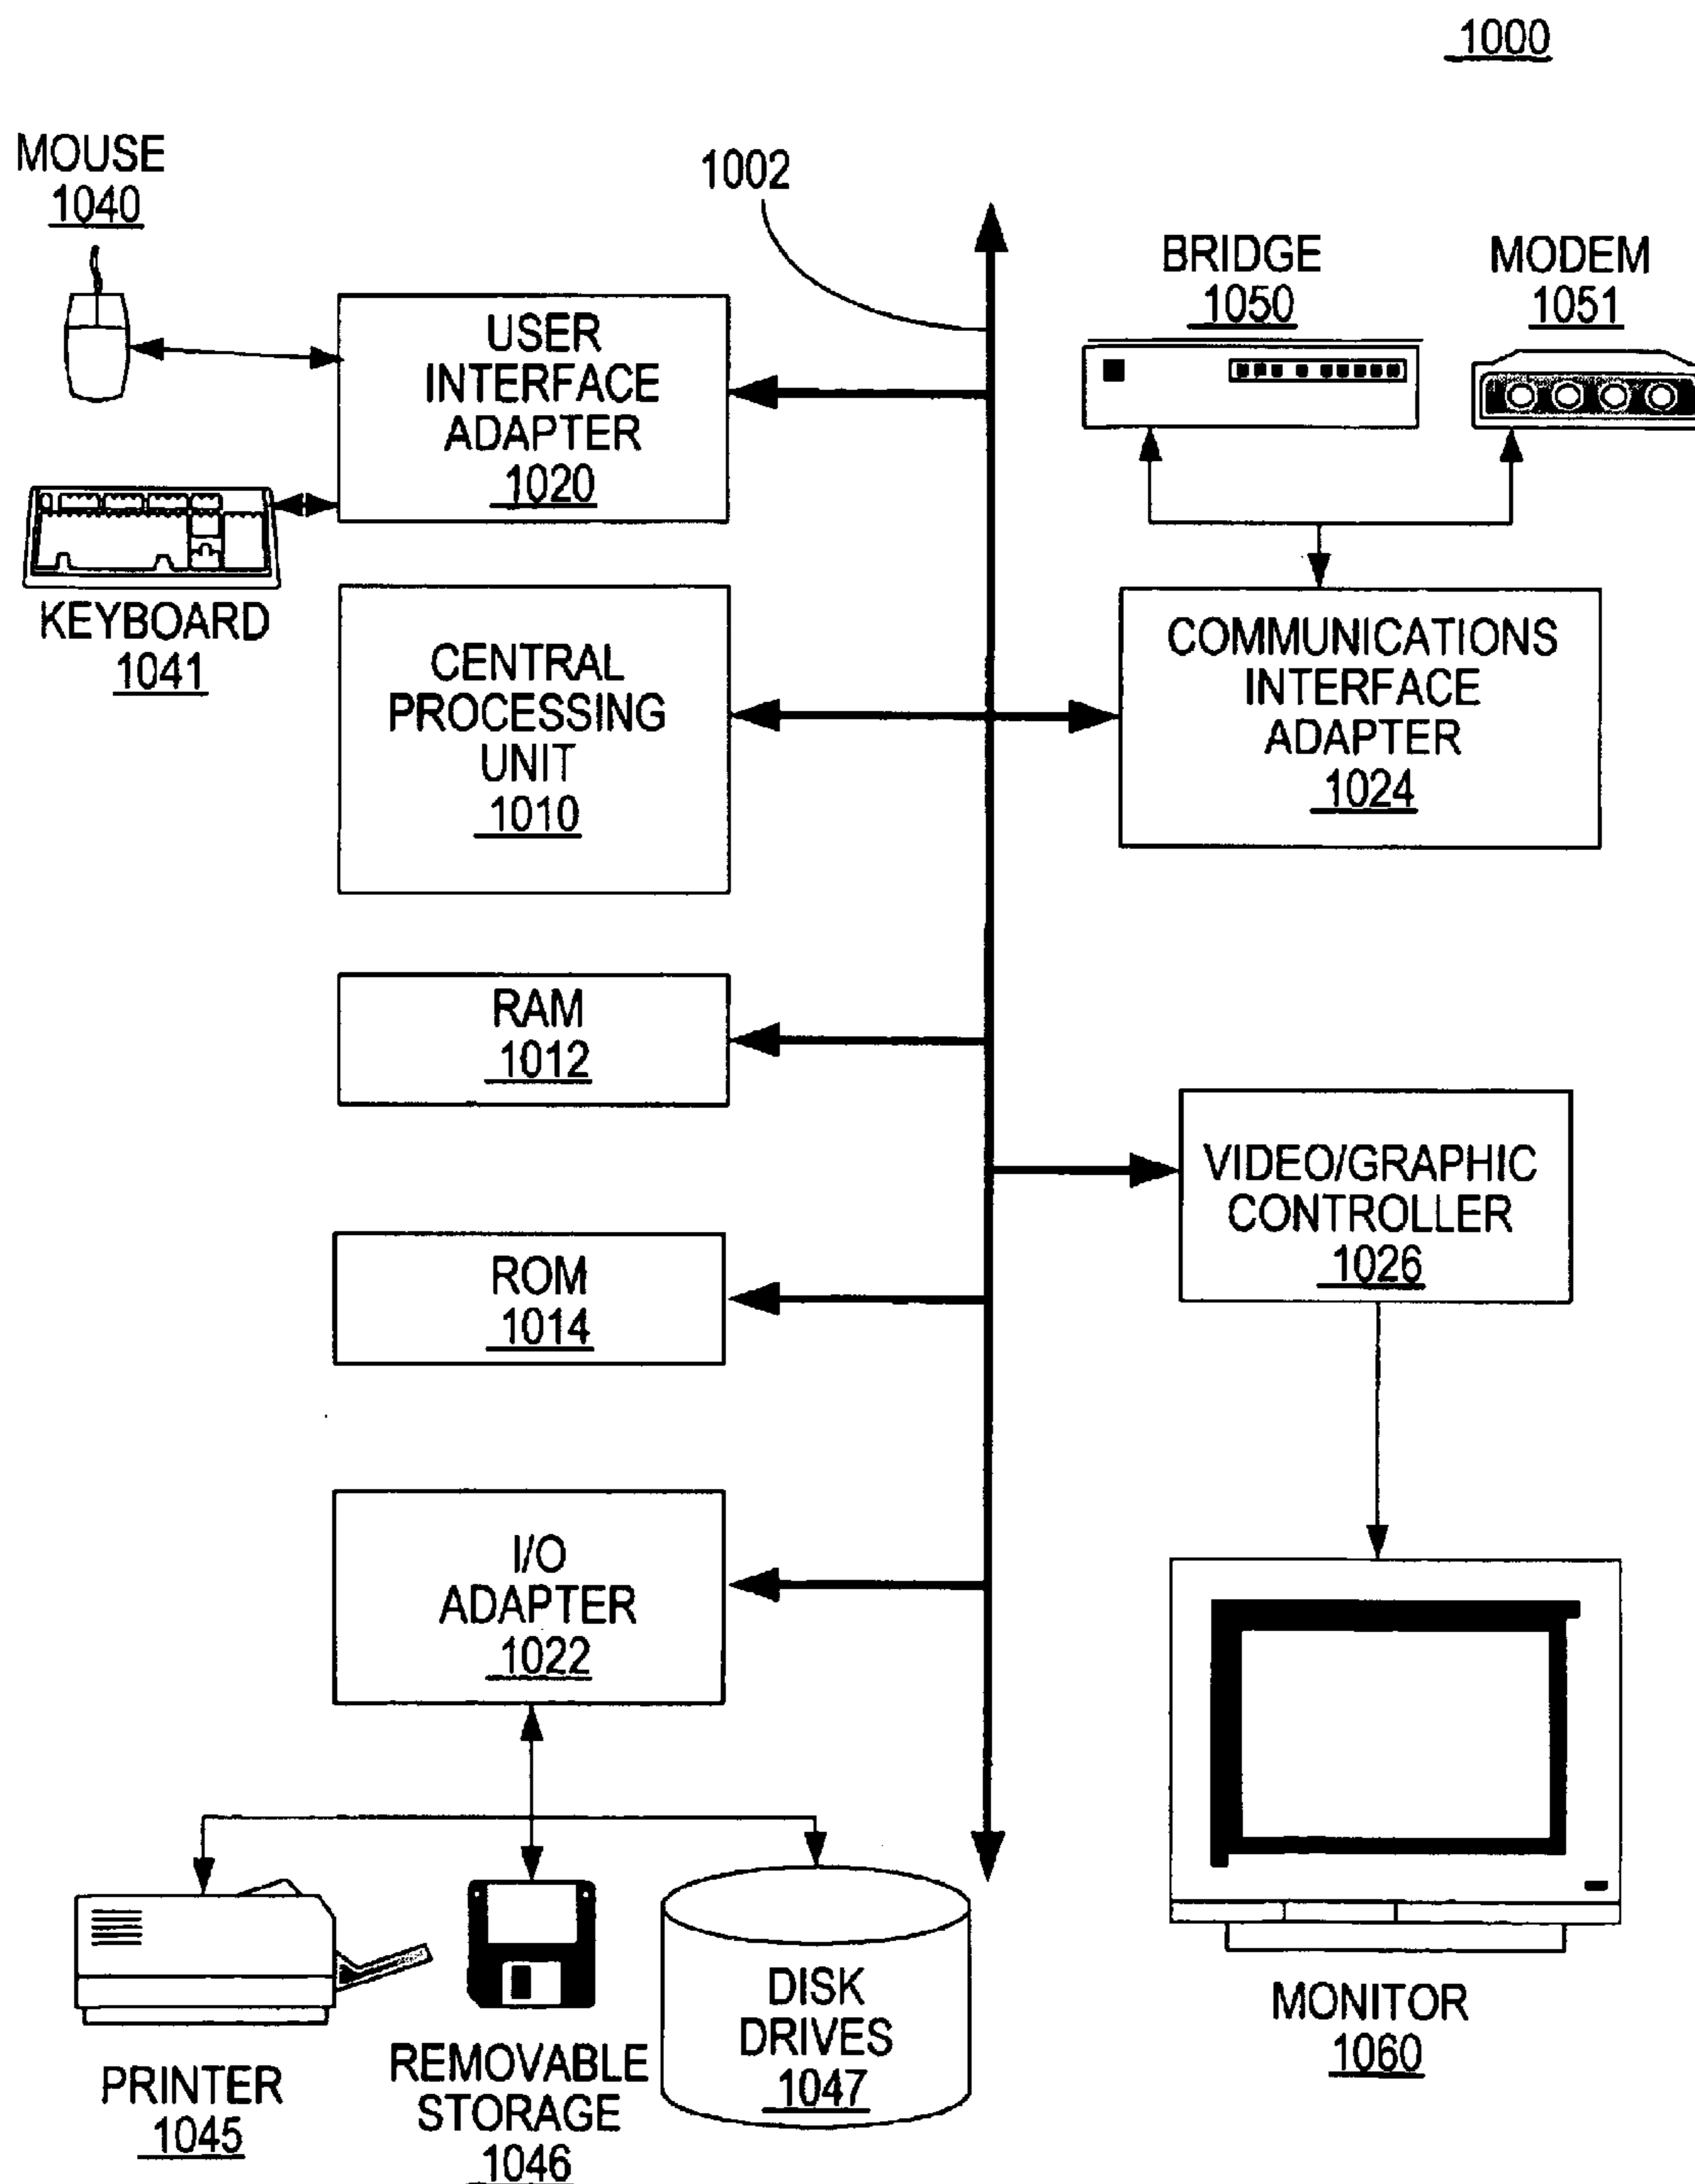 1000
MOUSE
1040
1002
BRIDGE
1050
MODEM
1051
USER
INTERFACE
ADAPTER
1020
KEYBOARD
1041
CENTRAL
PROCESSING
UNIT
1010
COMMUNICATIONS
INTERFACE
ADAPTER
1024
RAM
1012
VIDEO/GRAPHIC
CONTROLLER
1026
ROM
1014
I/O
ADAPTER
1022
PRINTER
1045
REMOVABLE
STORAGE
1046
DISK
DRIVES
1047
MONITOR
1060